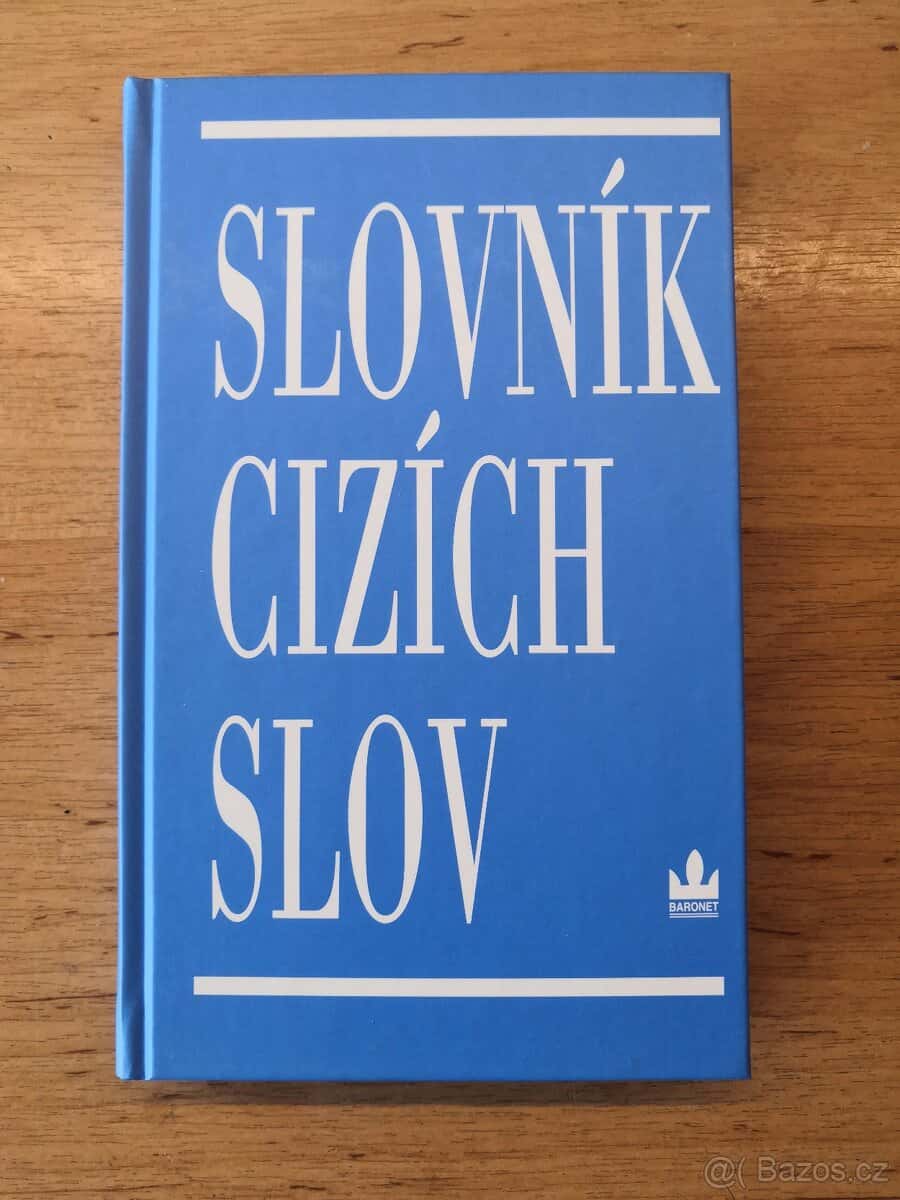 SLOVNÍK
CIZÍCH
SLOV
BARONET
@( Bazos.cz